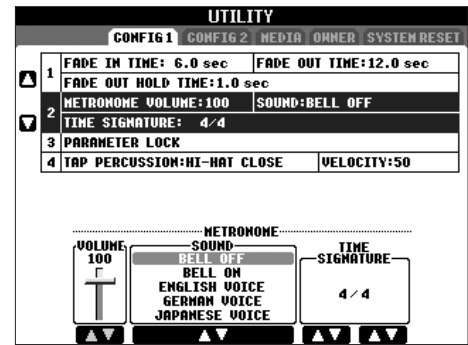 UTILITY
CONFIG 1 CONFIG 2 MEDIA OWNER SYSTEM RESET
1 FADE IN TIME: 6.0 sec FADE OUT TIME:12.0 sec
FADE OUT HOLD TIME:1.0 sec
2 METRONOME VOLUME:100 SOUND:BELL OFF
TIME SIGNATURE: 4/4
3 PARAMETER LOCK
4 TAP PERCUSSION:HI-HAT CLOSE VELOCITY:50
METRONOME
VOLUME SOUND TIME SIGNATURE
100 BELL OFF
BELL ON
ENGLISH VOICE
4/4
GERMAN VOICE
JAPANESE VOICE